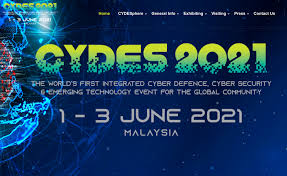 CYDES 2021
1 - 3 JUNE 2021
Home
CYDESphere
General Info
Exhibiting
Visiting
Press
Contact Us
CYDES 2021
THE WORLD'S FIRST INTEGRATED CYBER DEFENCE, CYBER SECURITY
& EMERGING TECHNOLOGY EVENT FOR THE GLOBAL COMMUNITY
1 - 3 JUNE 2021
MALAYSIA